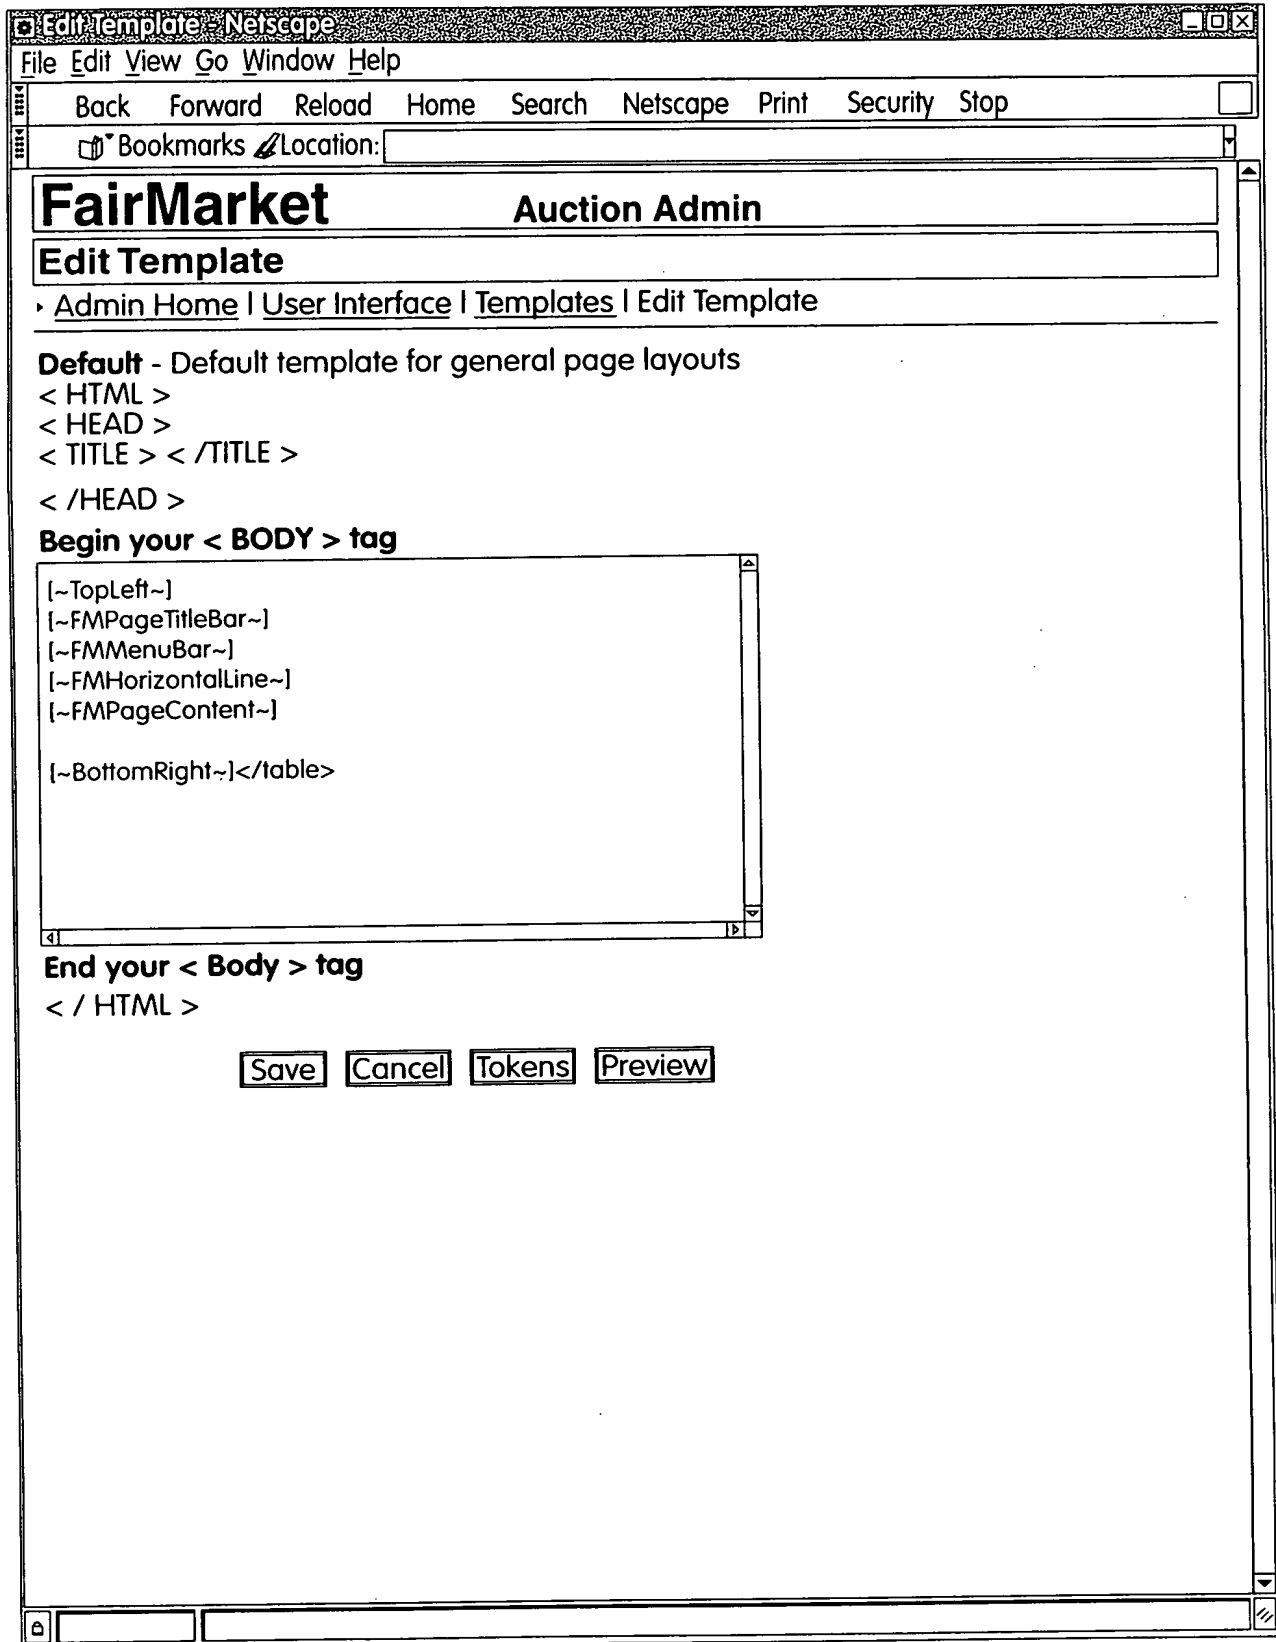 Edit Template - Netscape
File Edit View Go Window Help
Back Forward Reload Home Search Netscape Print Security Stop
Bookmarks Location:
FairMarket Auction Admin
Edit Template
Admin Home | User Interface | Templates | Edit Template
Default - Default template for general page layouts
< HTML >
< HEAD >
< TITLE > < /TITLE >
< /HEAD >
Begin your < BODY > tag
[~TopLeft~]
[~FMPageTitleBar~]
[~FMMenuBar~]
[~FMHorizontalLine~]
[~FMPageContent~]
[~BottomRight~]</table>
End your < Body > tag
< / HTML >
Save Cancel Tokens Preview